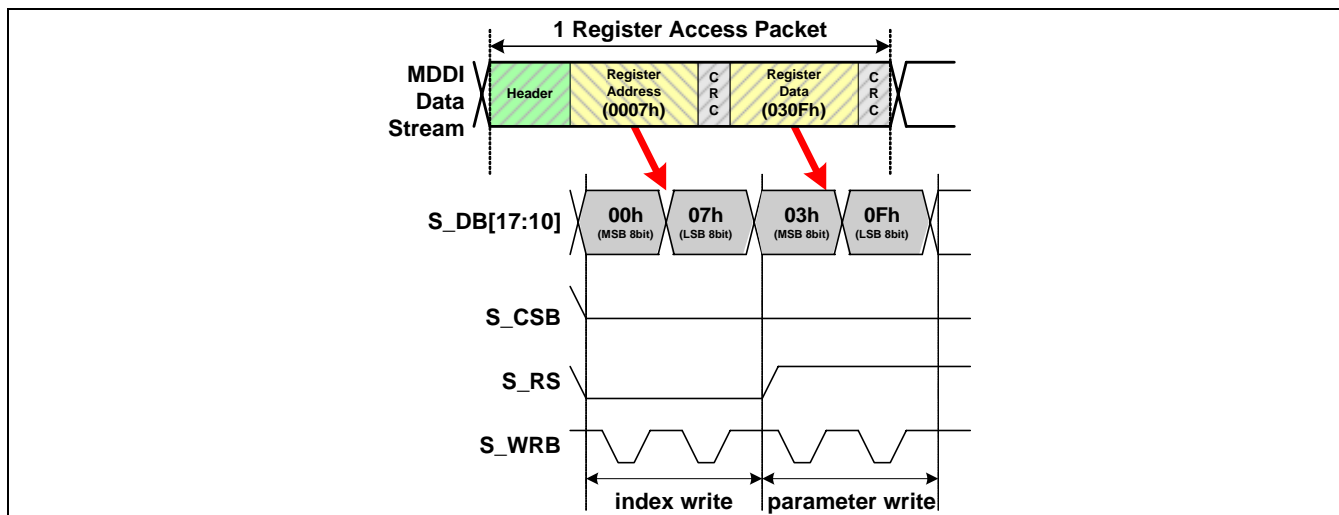 1 Register Access Packet
MDDI
Data
Stream
Header
Register
Address
(0007h)
C
R
C
Register
Data
(030Fh)
C
R
C
S_DB[17:10]
00h
(MSB 8bit)
07h
(LSB 8bit)
03h
(MSB 8bit)
0Fh
(LSB 8bit)
S_CSB
S_RS
S_WRB
index write
parameter write